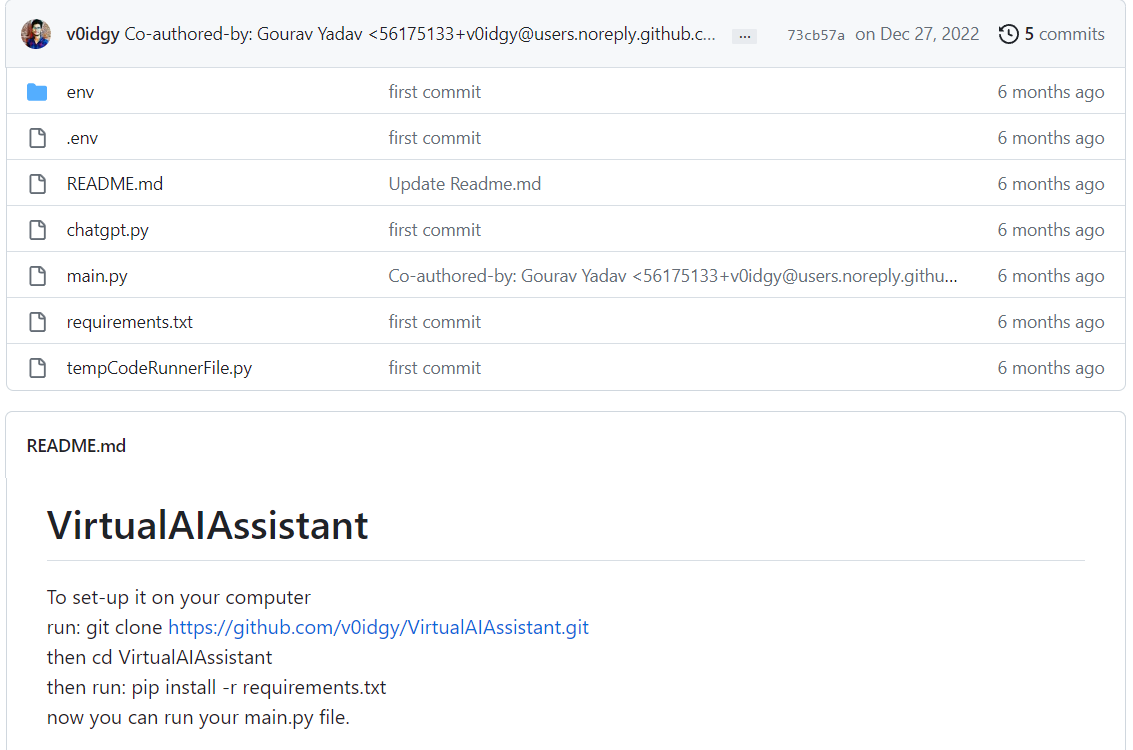 v0idgy Co-authored-by: Gourav Yadav <56175133+v0idgy@users.noreply.github.c... ... 73cb57a on Dec 27, 2022 5 commits
env first commit 6 months ago
.env first commit 6 months ago
README.md Update Readme.md 6 months ago
chatgpt.py first commit 6 months ago
main.py Co-authored-by: Gourav Yadav <56175133+v0idgy@users.noreply.githu... 6 months ago
requirements.txt first commit 6 months ago
tempCodeRunnerFile.py first commit 6 months ago
README.md
VirtualAIAssistant
To set-up it on your computer
run: git clone https://github.com/v0idgy/VirtualAIAssistant.git
then cd VirtualAIAssistant
then run: pip install -r requirements.txt
now you can run your main.py file.